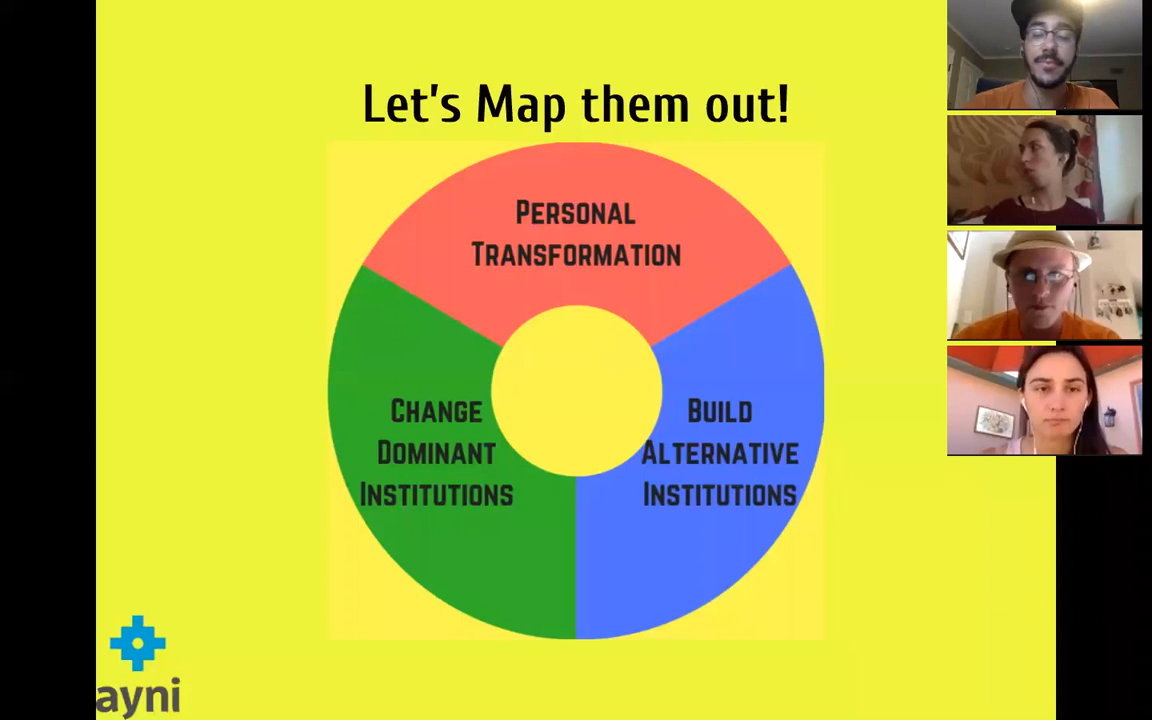 Let's Map them out!
PERSONAL
TRANSFORMATION
CHANGE
DOMINANT
INSTITUTIONS
BUILD
ALTERNATIVE
INSTITUTIONS
ayni